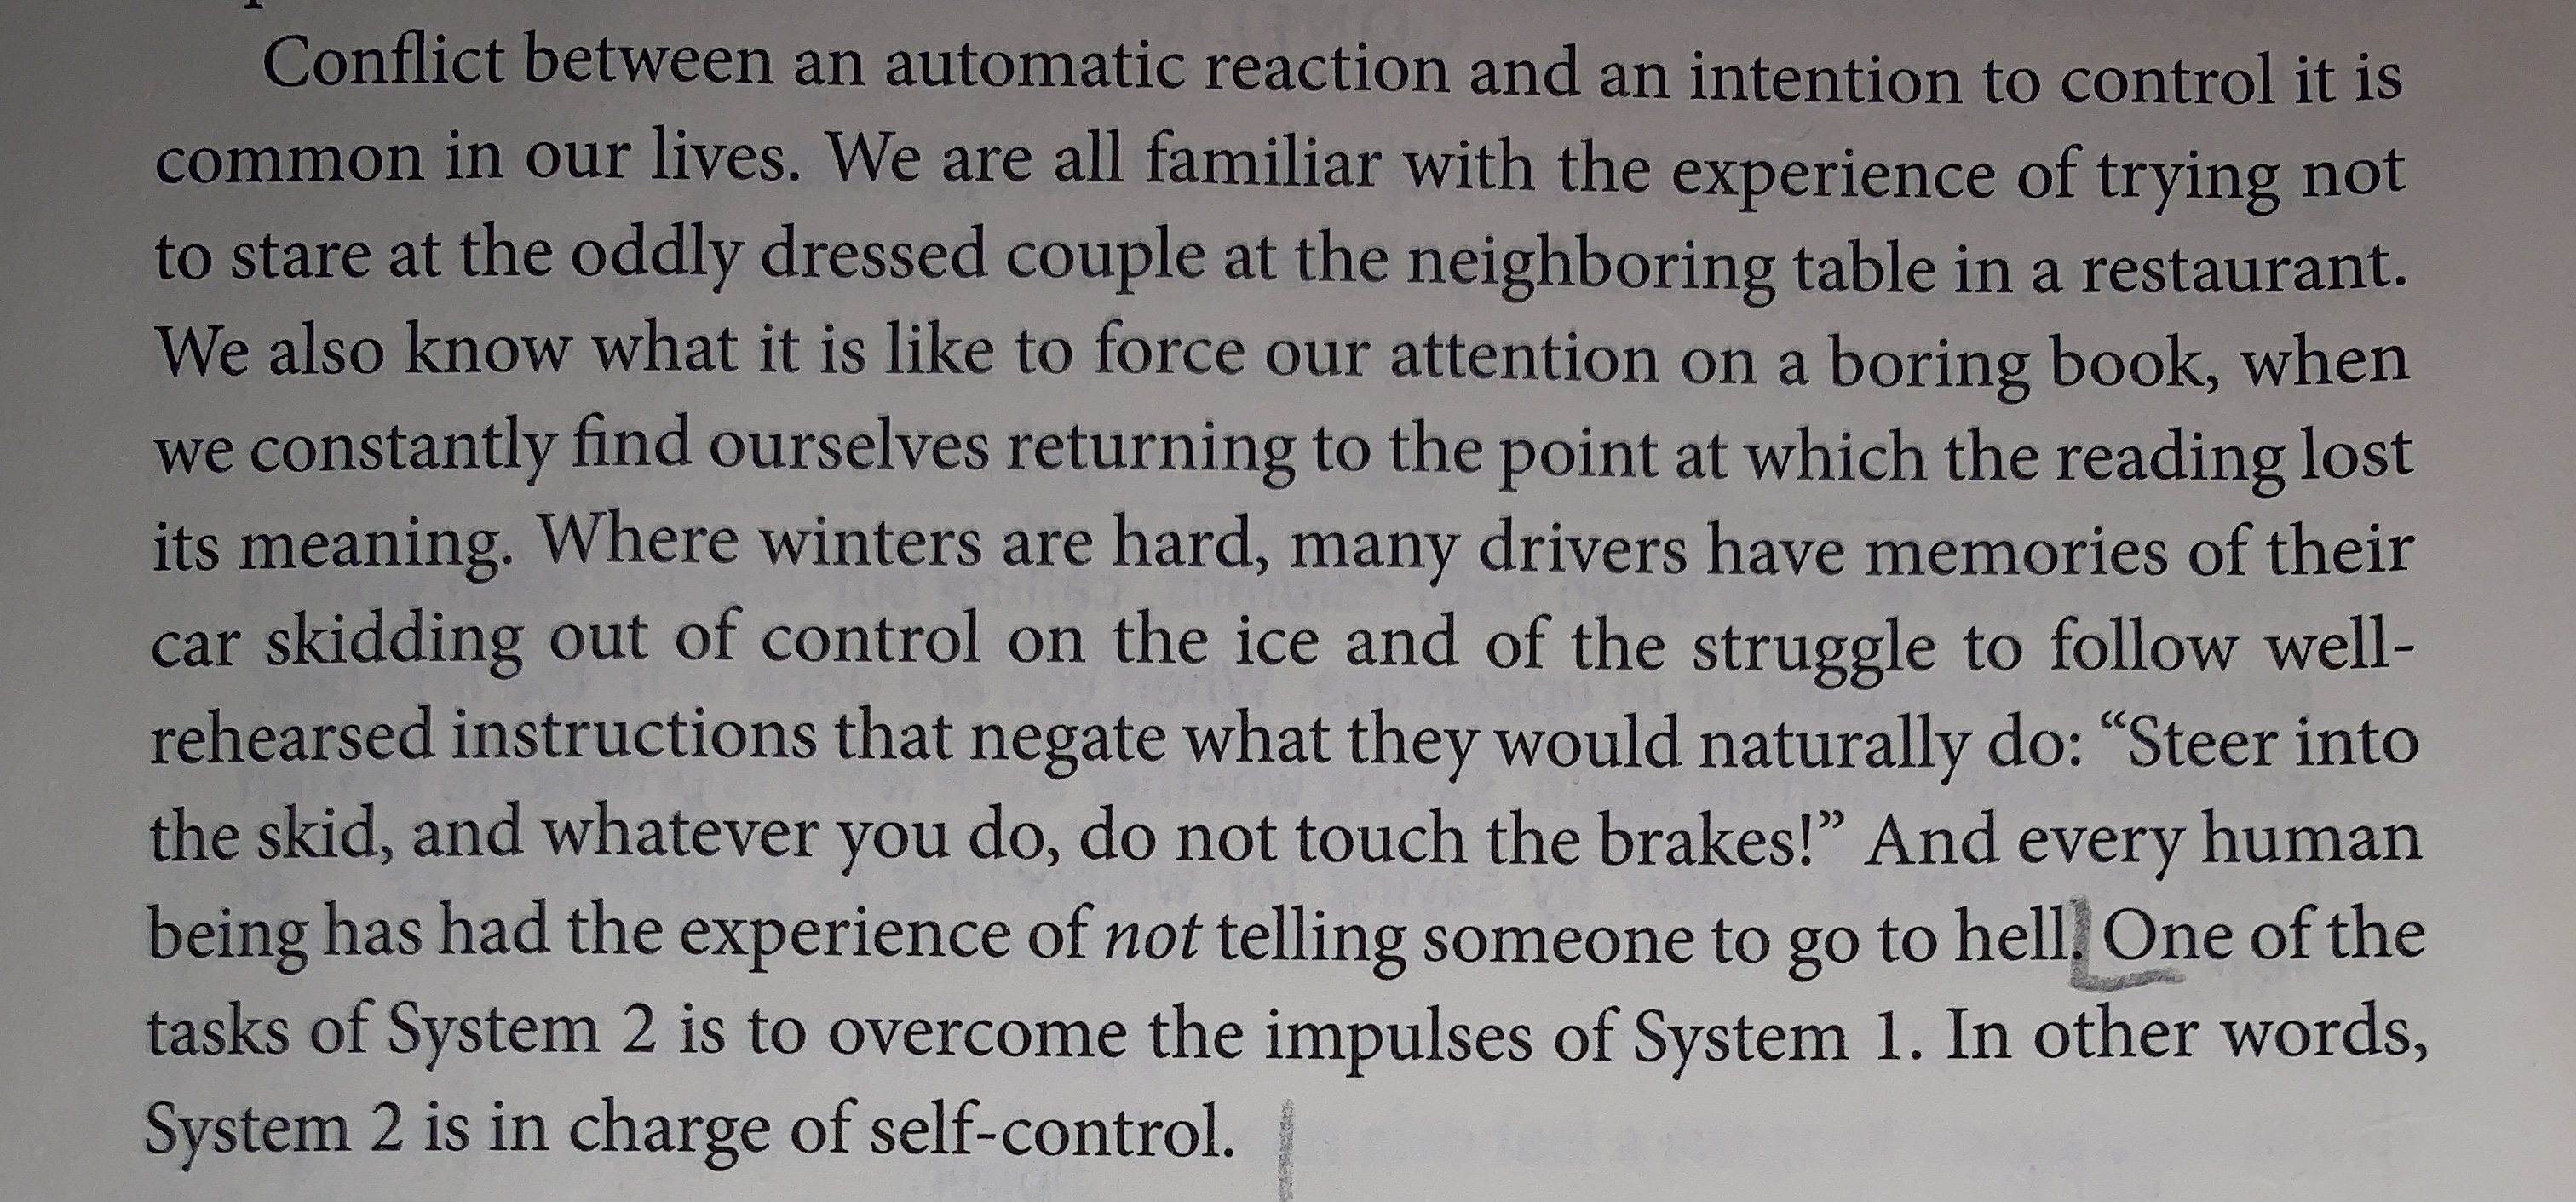 Conflict between an automatic reaction and an intention to control it is
common in our lives. We are all familiar with the experience of trying not
to stare at the oddly dressed couple at the neighboring table in a restaurant.
We also know what it is like to force our attention on a boring book, when
we constantly find ourselves returning to the point at which the reading lost
its meaning. Where winters are hard, many drivers have memories of their
car skidding out of control on the ice and of the struggle to follow well-
rehearsed instructions that negate what they would naturally do: “Steer into
the skid, and whatever you do, do not touch the brakes!” And every human
being has had the experience of not telling someone to go to hell. One of the
tasks of System 2 is to overcome the impulses of System 1. In other words,
System 2 is in charge of self-control.